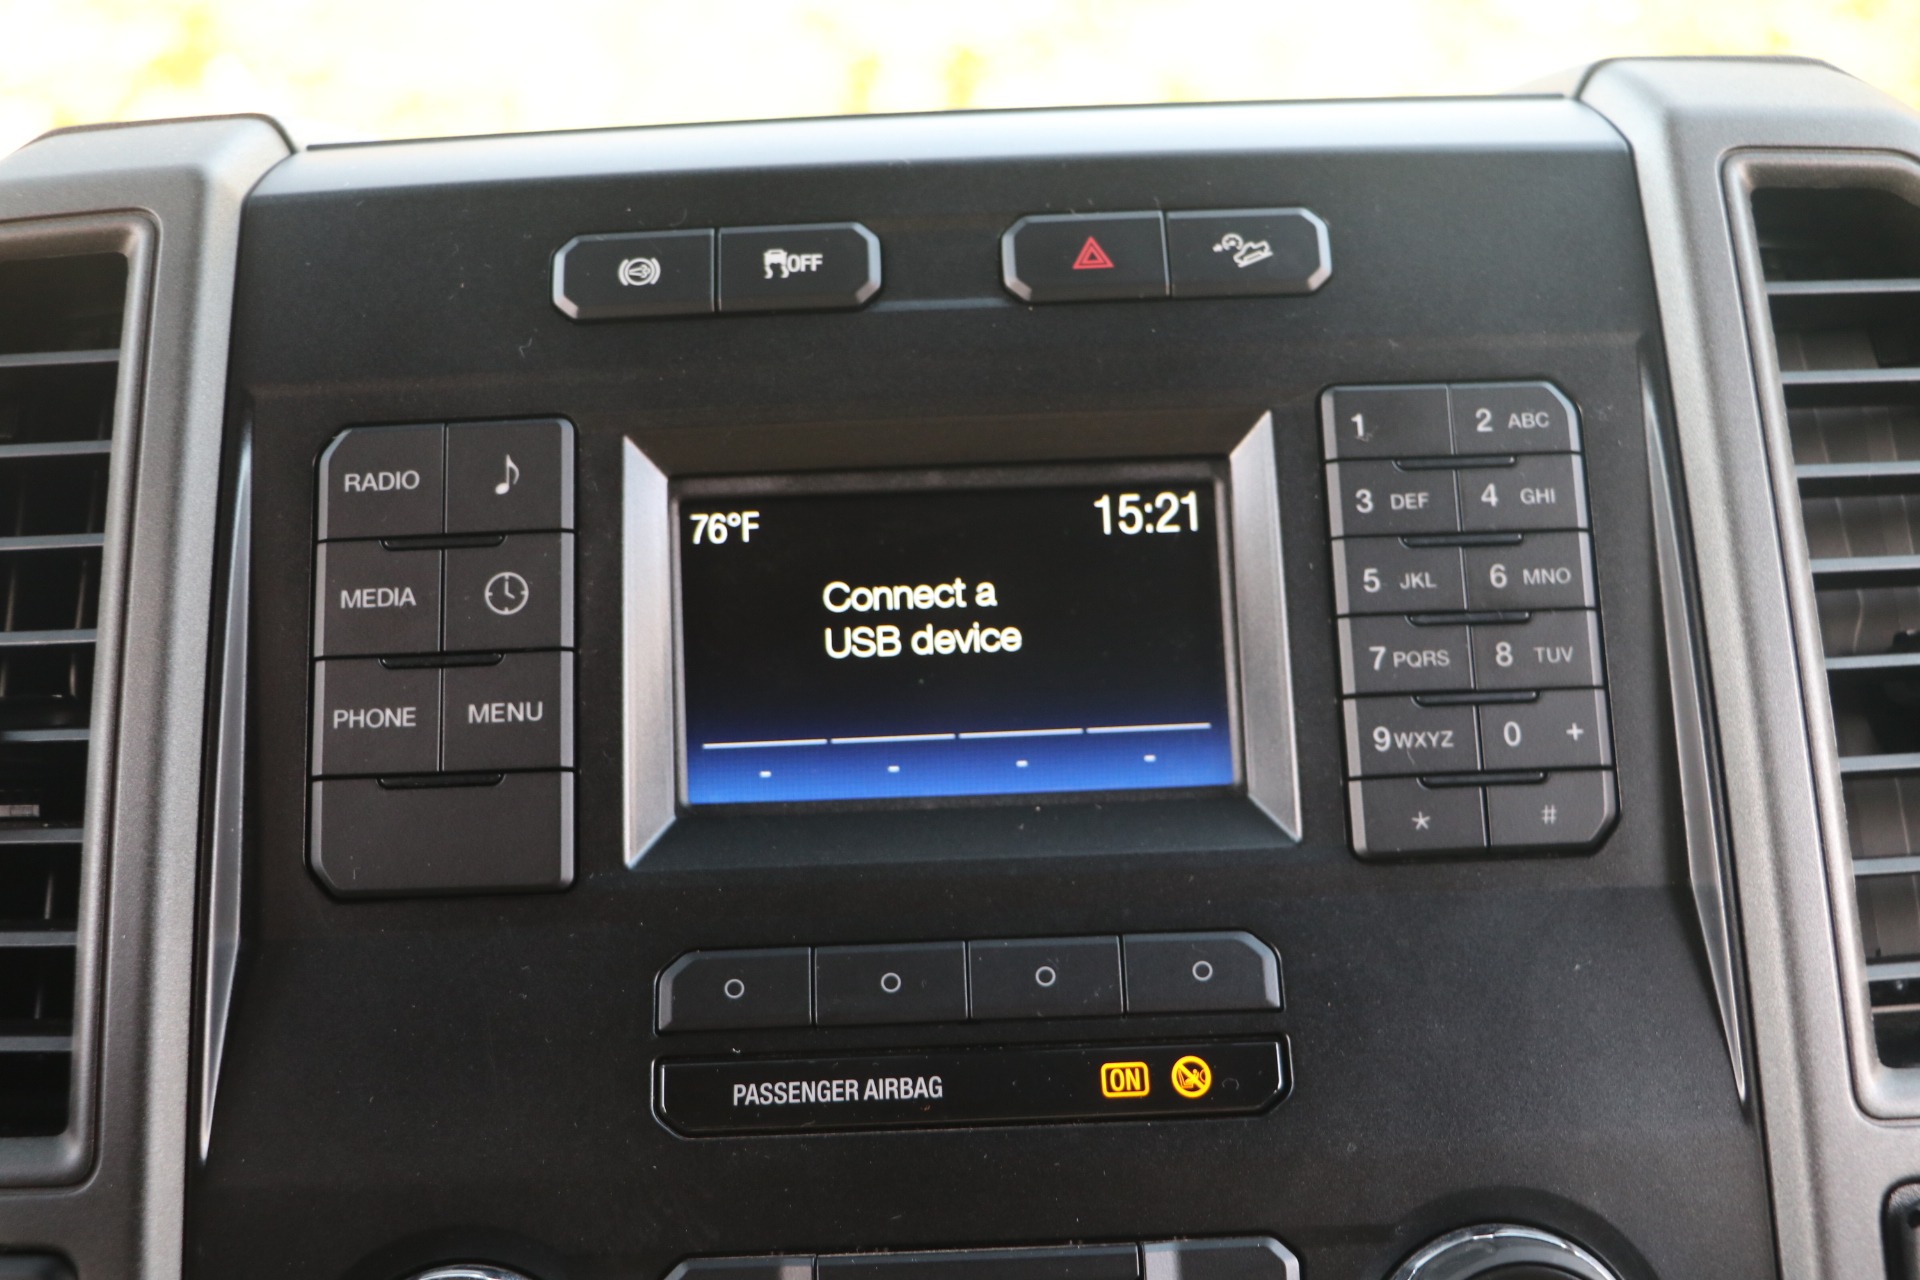 OFF
RADIO
MEDIA
PHONE MENU
76°F 15:21
Connect a
USB device
1 2 ABC
3 DEF 4 GHI
5 JKL 6 MNO
7 PQRS 8 TUV
9 WXYZ 0 +
* #
PASSENGER AIRBAG ON